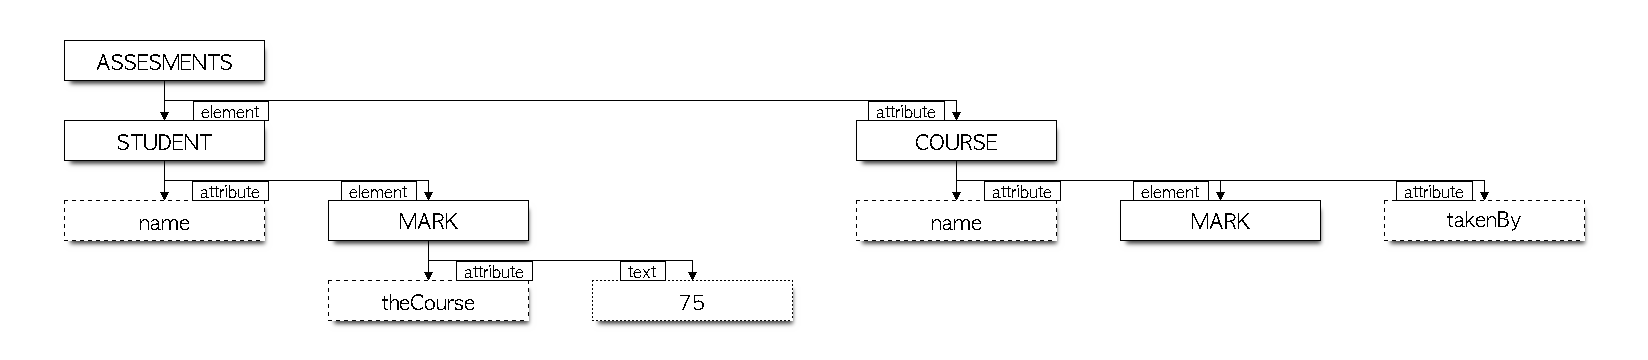 ASSESMENTS
element
attribute
STUDENT
COURSE
attribute
element
attribute
element
attribute
name
MARK
name
MARK
takenBy
attribute
text
theCourse
75